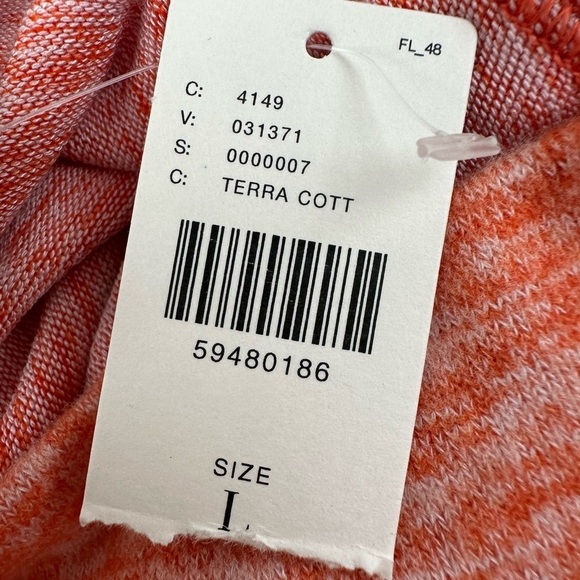 FL_48
C: 4149
V: 031371
S: 0000007
C: TERRA COTT
59480186
SIZE
L